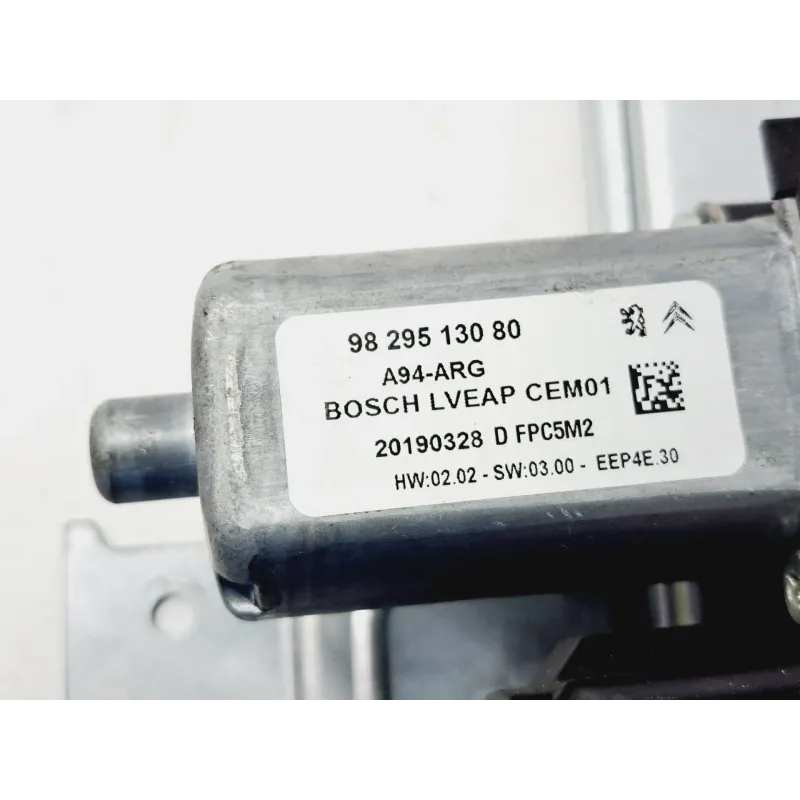 98 295 130 80
A94-ARG
BOSCH LVEAP CEM01
20190328 D FPC5M2
HW:02.02 - SW:03.00 - EEP4E.30